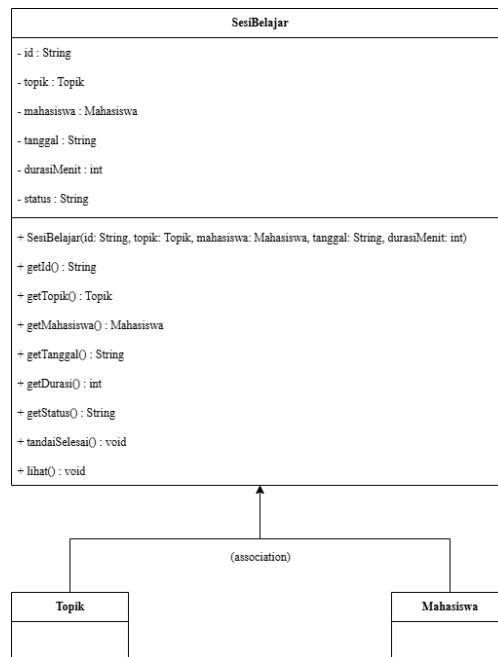 SesiBelajar
- id : String
- topik : Topik
- mahasiswa : Mahasiswa
- tanggal : String
- durasiMenit : int
- status : String
+ SesiBelajar(id: String, topik: Topik, mahasiswa: Mahasiswa, tanggal: String, durasiMenit: int)
+ getId() : String
+ getTopik() : Topik
+ getMahasiswa() : Mahasiswa
+ getTanggal() : String
+ getDurasi() : int
+ getStatus() : String
+ tandaiSelesai() : void
+ lihat() : void
(association)
Topik
Mahasiswa